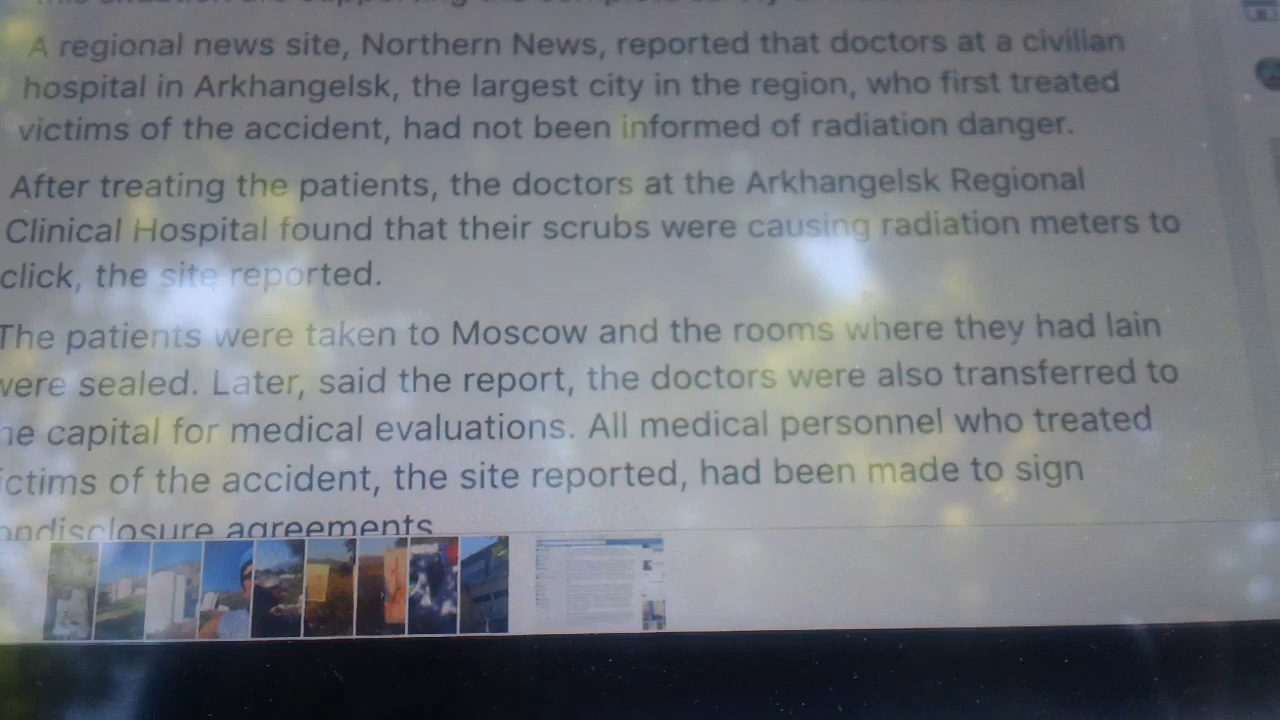 A regional news site, Northern News, reported that doctors at a civilian
hospital in Arkhangelsk, the largest city in the region, who first treated
victims of the accident, had not been informed of radiation danger.
After treating the patients, the doctors at the Arkhangelsk Regional
Clinical Hospital found that their scrubs were causing radiation meters to
click, the site reported.
The patients were taken to Moscow and the rooms where they had lain
were sealed. Later, said the report, the doctors were also transferred to
he capital for medical evaluations. All medical personnel who treated
ictims of the accident, the site reported, had been made to sign
ondisclosure agreements